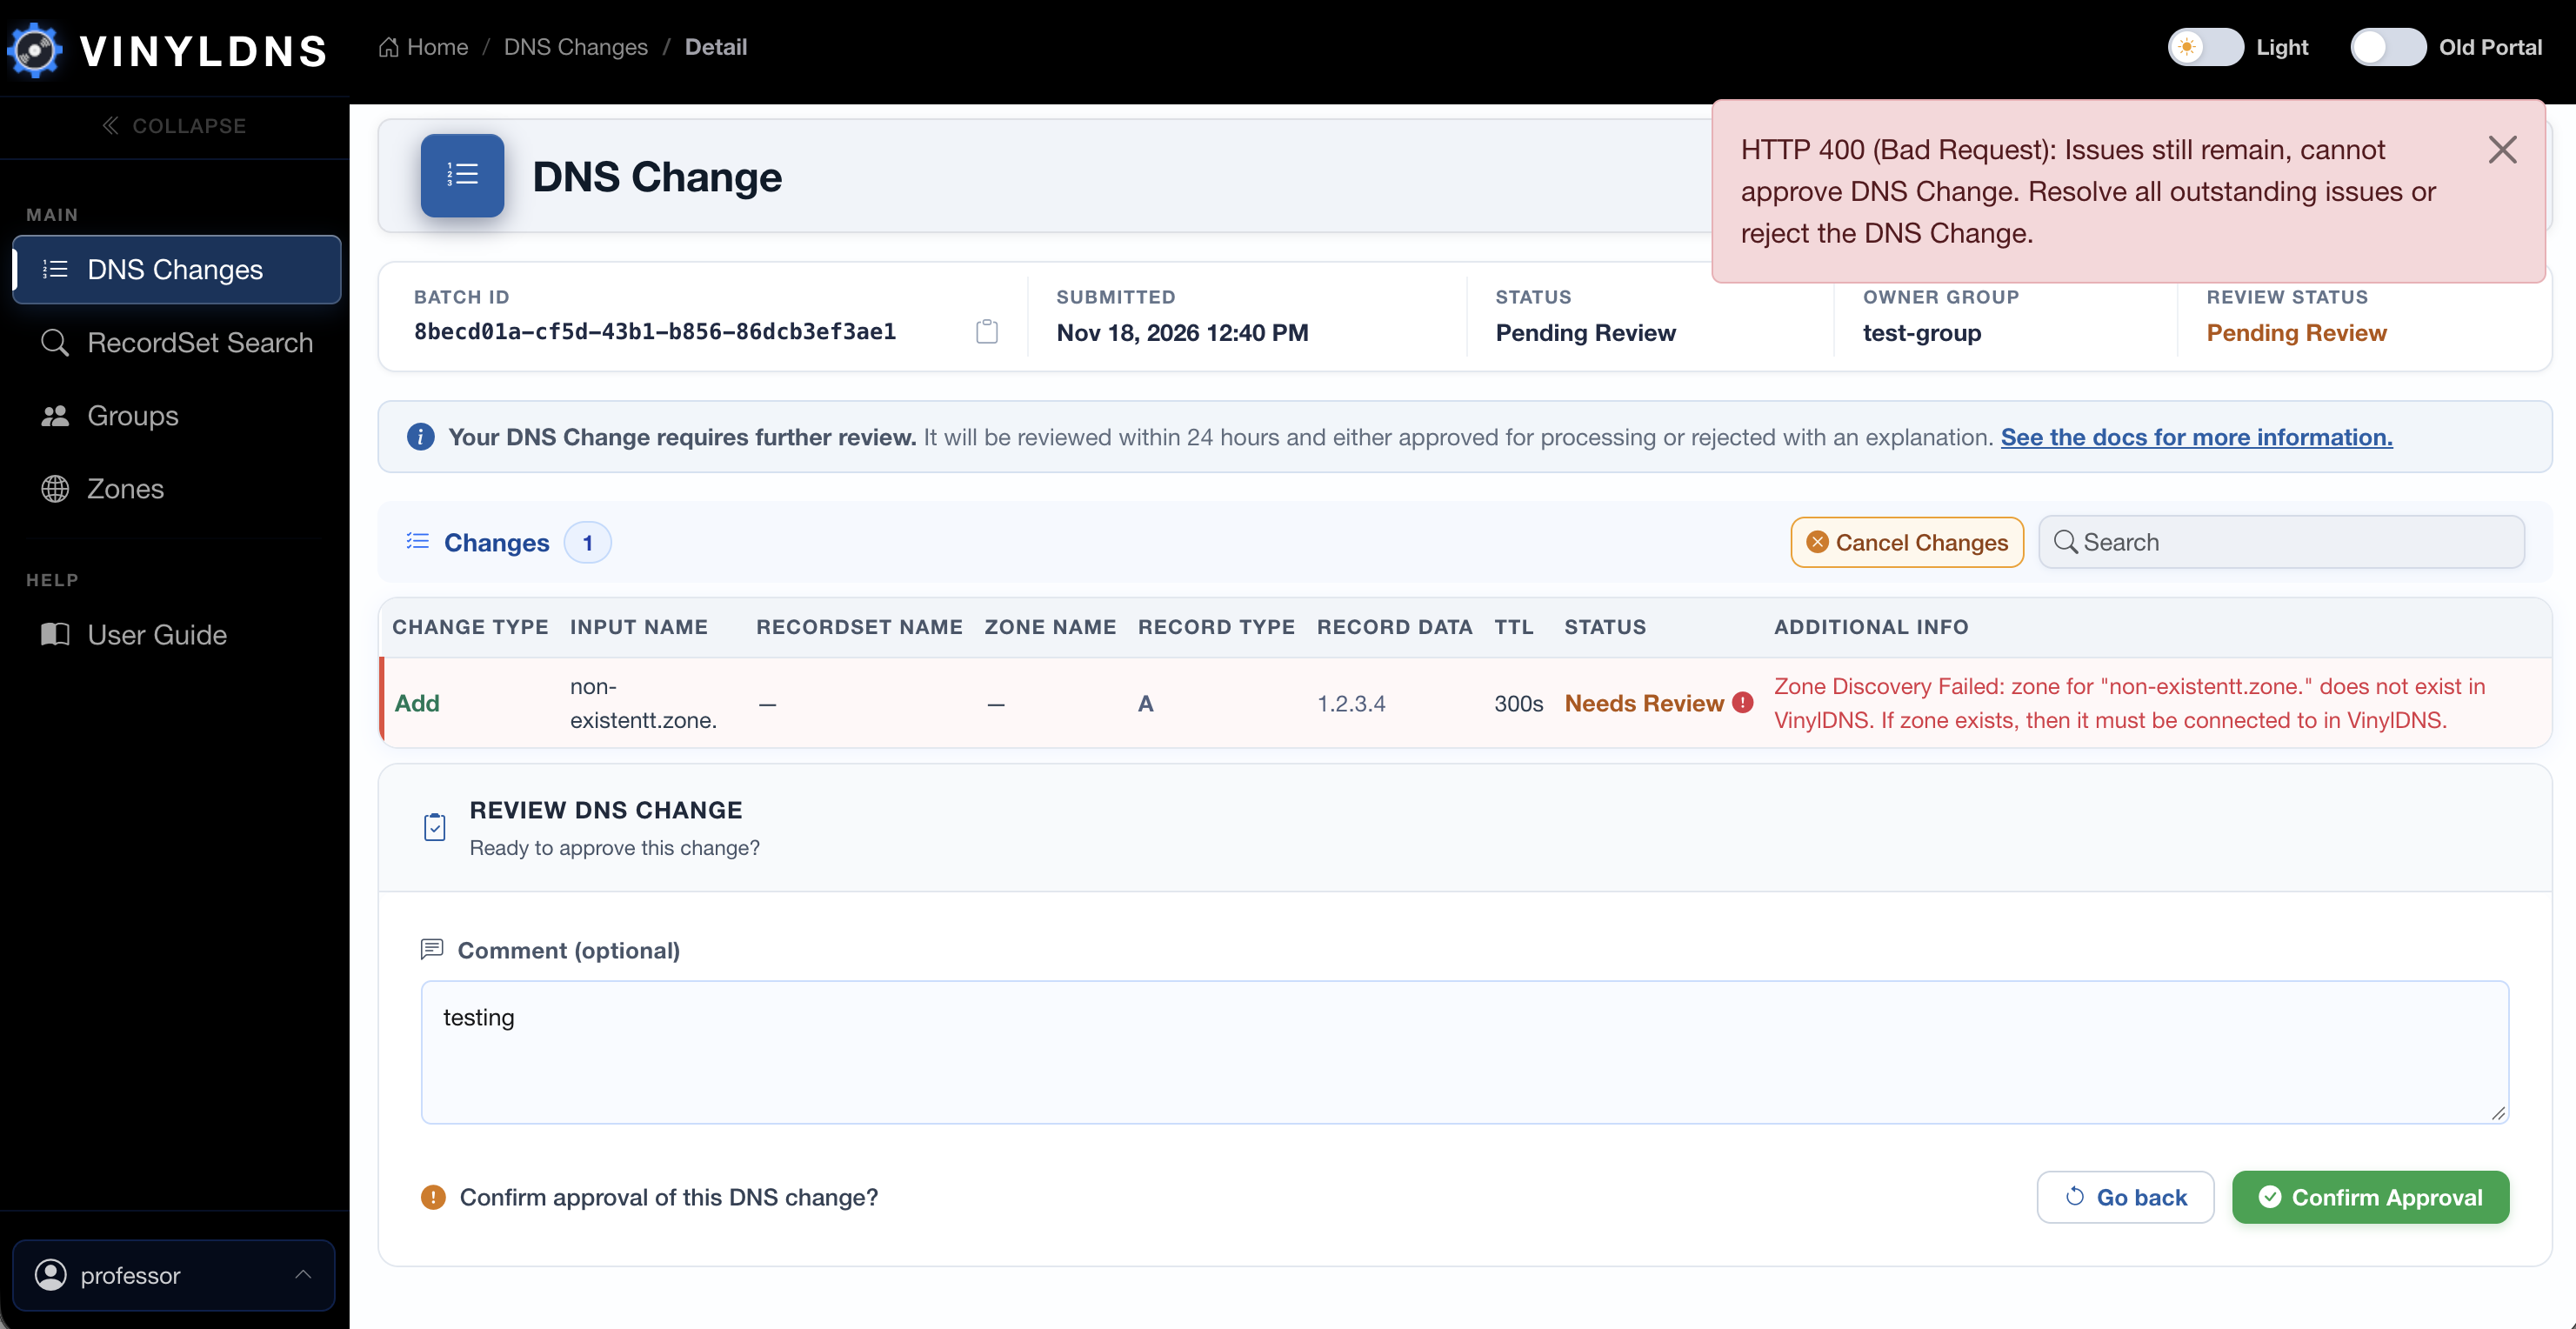 VINYLDNS
Home / DNS Changes / Detail
Light
Old Portal
COLLAPSE
MAIN
DNS Changes
RecordSet Search
Groups
Zones
HELP
User Guide
professor
DNS Change
HTTP 400 (Bad Request): Issues still remain, cannot
approve DNS Change. Resolve all outstanding issues or
reject the DNS Change.
BATCH ID
8becd01a-cf5d-43b1-b856-86dcb3ef3ae1
SUBMITTED
Nov 18, 2026 12:40 PM
STATUS
Pending Review
OWNER GROUP
test-group
REVIEW STATUS
Pending Review
Your DNS Change requires further review. It will be reviewed within 24 hours and either approved for processing or rejected with an explanation. See the docs for more information.
Changes 1
Cancel Changes
Search
CHANGE TYPE INPUT NAME RECORDSET NAME ZONE NAME RECORD TYPE RECORD DATA TTL STATUS ADDITIONAL INFO
Add
non-
existentt.zone.
—
—
A
1.2.3.4
300s
Needs Review
Zone Discovery Failed: zone for "non-existentt.zone." does not exist in
VinylDNS. If zone exists, then it must be connected to in VinylDNS.
REVIEW DNS CHANGE
Ready to approve this change?
Comment (optional)
testing
Confirm approval of this DNS change?
Go back
Confirm Approval